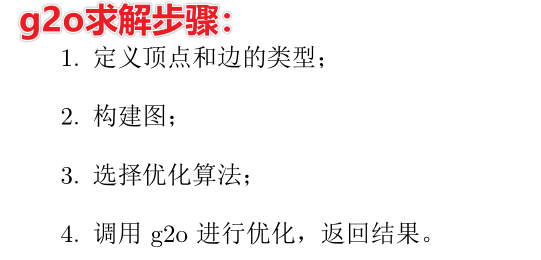 g2o求解步骤：
1. 定义顶点和边的类型；
2. 构建图；
3. 选择优化算法；
4. 调用 g2o 进行优化，返回结果。